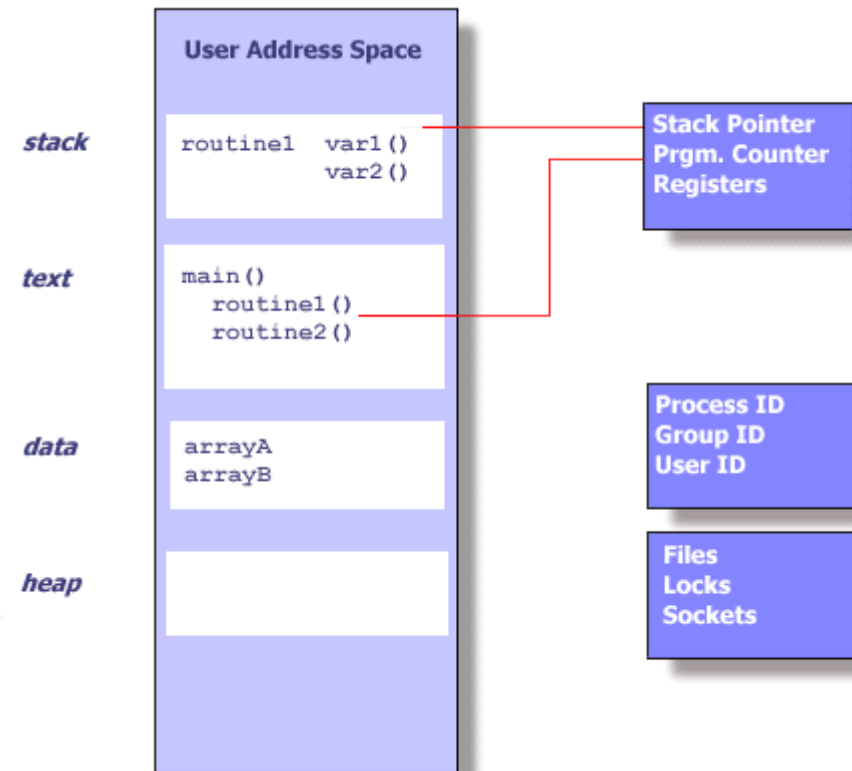 User Address Space
stack
routine1 var1()
var2()
text
main()
routine1()
routine2()
data
arrayA
arrayB
heap
Stack Pointer
Prgm. Counter
Registers
Process ID
Group ID
User ID
Files
Locks
Sockets